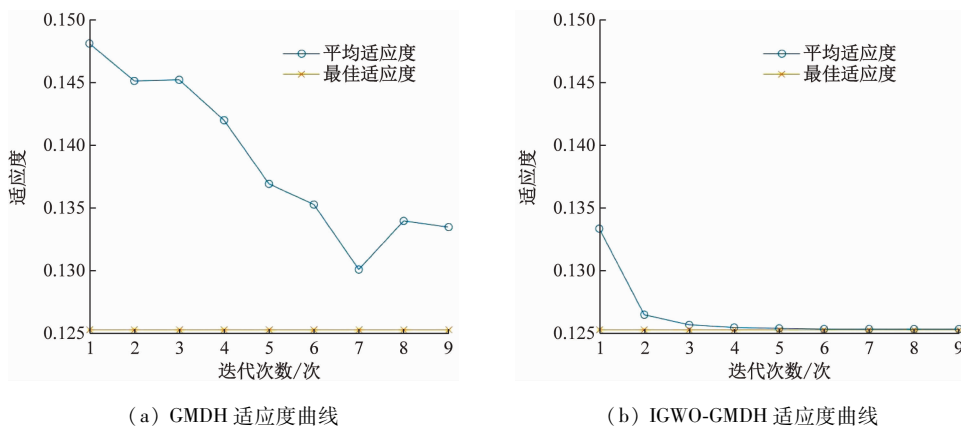 0.150
0.145
0.140
0.135
0.130
0.125
适应度
平均适应度
最佳适应度
1 2 3 4 5 6 7 8 9
迭代次数/次
（a）GMDH 适应度曲线
0.150
0.145
0.140
0.135
0.130
0.125
适应度
平均适应度
最佳适应度
1 2 3 4 5 6 7 8 9
迭代次数/次
（b）IGWO-GMDH 适应度曲线